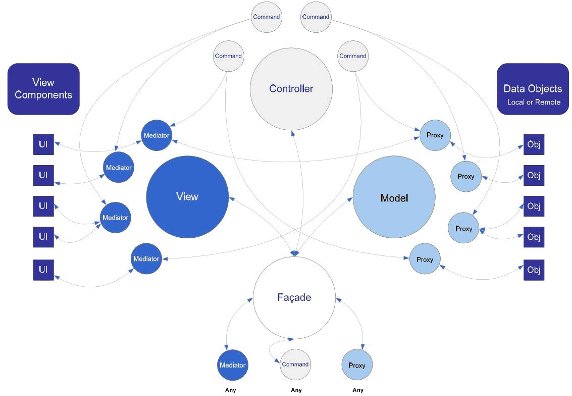 Command
Command
Command
Command
View
Components
Controller
Data Objects
Local or Remote
Mediator
Proxy
UI
Obj
Mediator
Proxy
UI
Obj
View
Model
UI
Obj
Mediator
Proxy
UI
Obj
Mediator
Proxy
UI
Obj
Façade
Mediator
Command
Proxy
Any
Any
Any